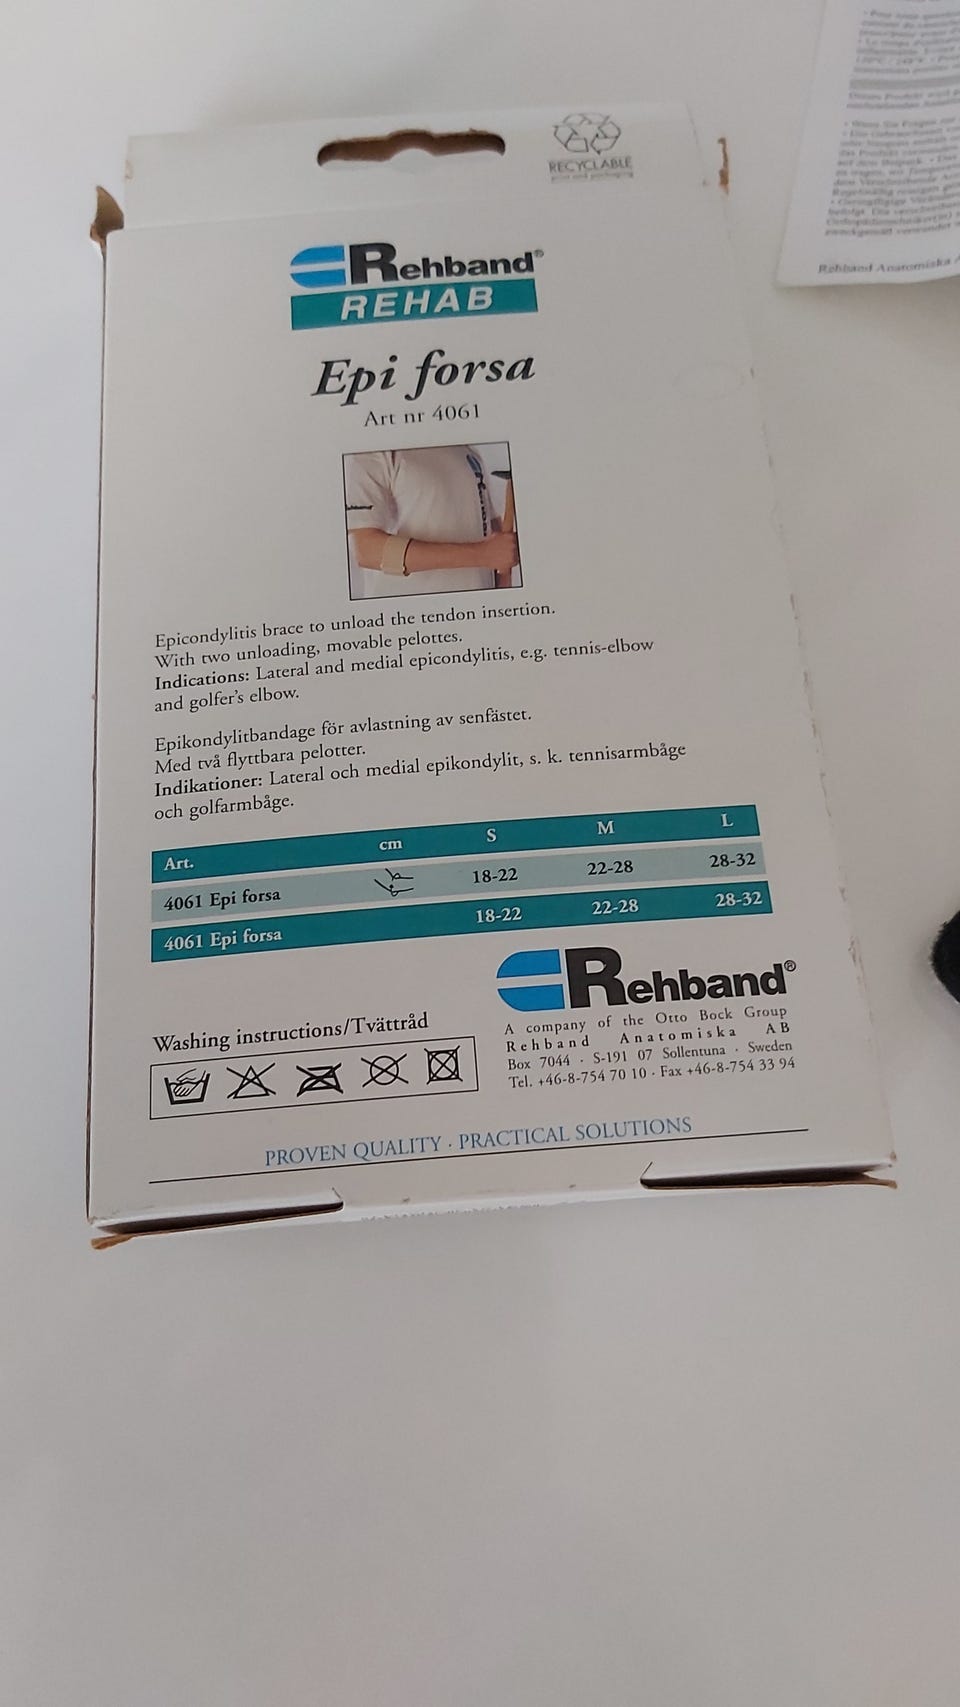 RECYCLABLE
Rehband®
REHAB
Epi forsa
Art nr 4061
Epicondylitis brace to unload the tendon insertion.
With two unloading, movable pelottes.
Indications: Lateral and medial epicondylitis, e.g. tennis-elbow
and golfer's elbow.
Epikondylitbandage för avlastning av senfästet.
Med två flyttbara pelotter.
Indikationer: Lateral och medial epikondylit, s. k. tennisarmbåge
och golfarmbåge.
Art. cm S M L
4061 Epi forsa 18-22 22-28 28-32
4061 Epi forsa 18-22 22-28 28-32
Rehband®
A company of the Otto Bock Group
Rehband Anatomiska AB
Box 7044 · S-191 07 Sollentuna · Sweden
Tel. +46-8-754 70 10 · Fax +46-8-754 33 94
Washing instructions/Tvättråd
PROVEN QUALITY · PRACTICAL SOLUTIONS
Rehband Anatomiska